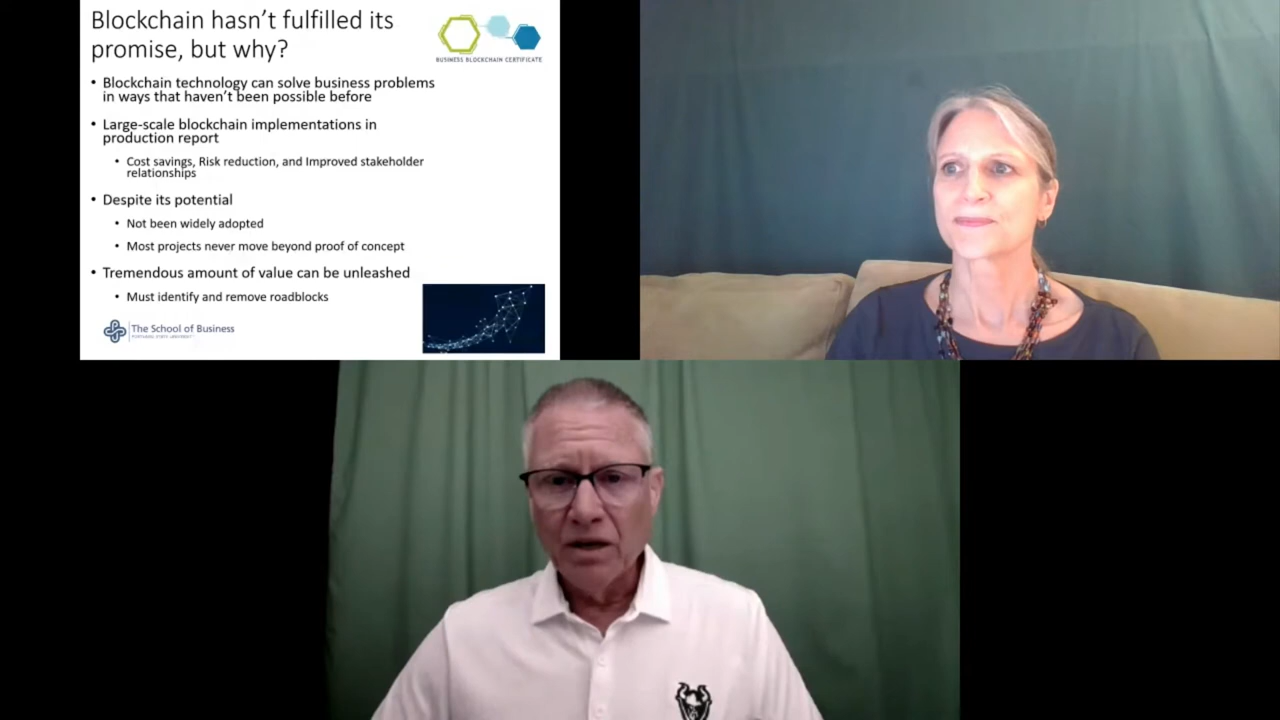 Blockchain hasn't fulfilled its
promise, but why?
BUSINESS BLOCKCHAIN CERTIFICATE
• Blockchain technology can solve business problems
in ways that haven't been possible before
• Large-scale blockchain implementations in
production report
• Cost savings, Risk reduction, and Improved stakeholder
relationships
• Despite its potential
• Not been widely adopted
• Most projects never move beyond proof of concept
• Tremendous amount of value can be unleashed
• Must identify and remove roadblocks
The School of Business
PORTLAND STATE UNIVERSITY